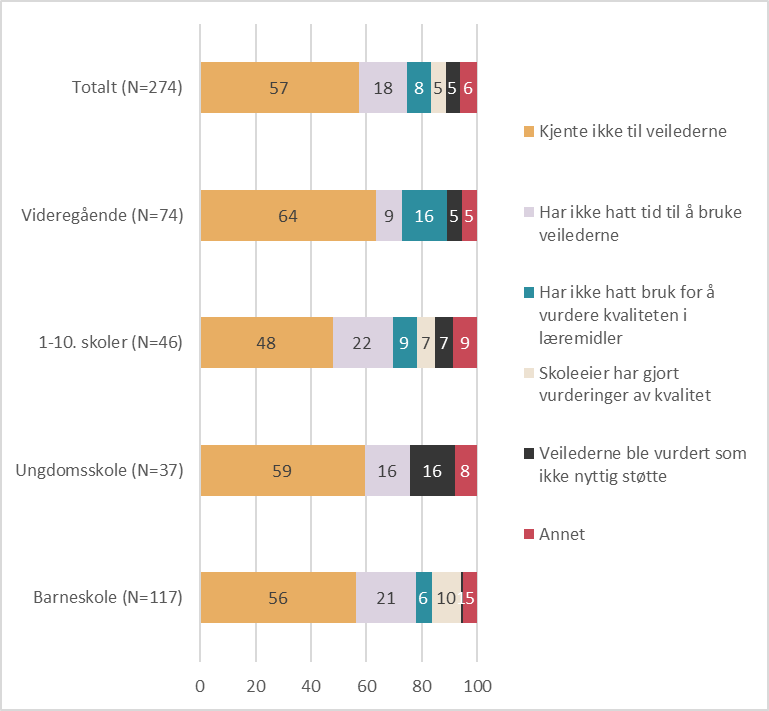 Totalt (N=274)
57 18 8 5 5 6
Videregående (N=74)
64 9 16 5 5
1-10. skoler (N=46)
48 22 9 7 7 9
Ungdomsskole (N=37)
59 16 16 8
Barneskole (N=117)
56 21 6 10 1 5
0 20 40 60 80 100
Kjente ikke til veilederne
Har ikke hatt tid til å bruke
veilederne
Har ikke hatt bruk for å
vurdere kvaliteten i
læremidler
Skoleeier har gjort
vurderinger av kvalitet
Veilederne ble vurdert som
ikke nyttig støtte
Annet